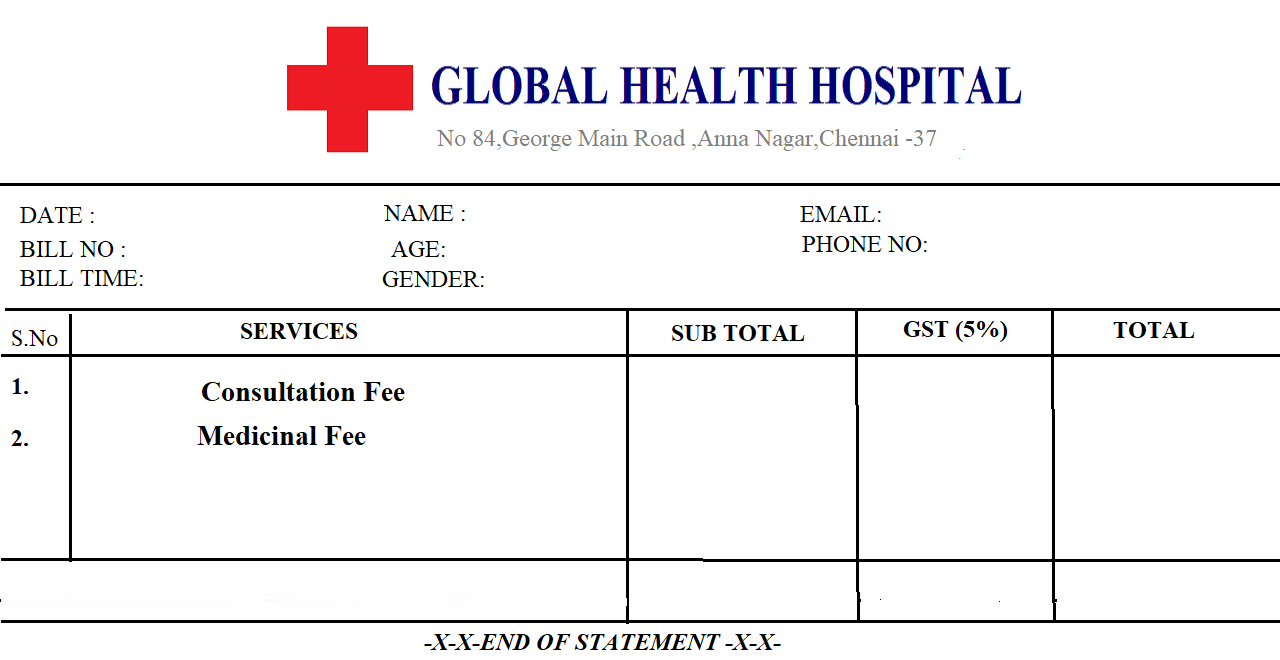 GLOBAL HEALTH HOSPITAL
No 84,George Main Road ,Anna Nagar,Chennai -37
DATE : NAME : EMAIL:
BILL NO : AGE: PHONE NO:
BILL TIME: GENDER:
S.No SERVICES SUB TOTAL GST (5%) TOTAL
1. Consultation Fee
2. Medicinal Fee
-X-X-END OF STATEMENT -X-X-